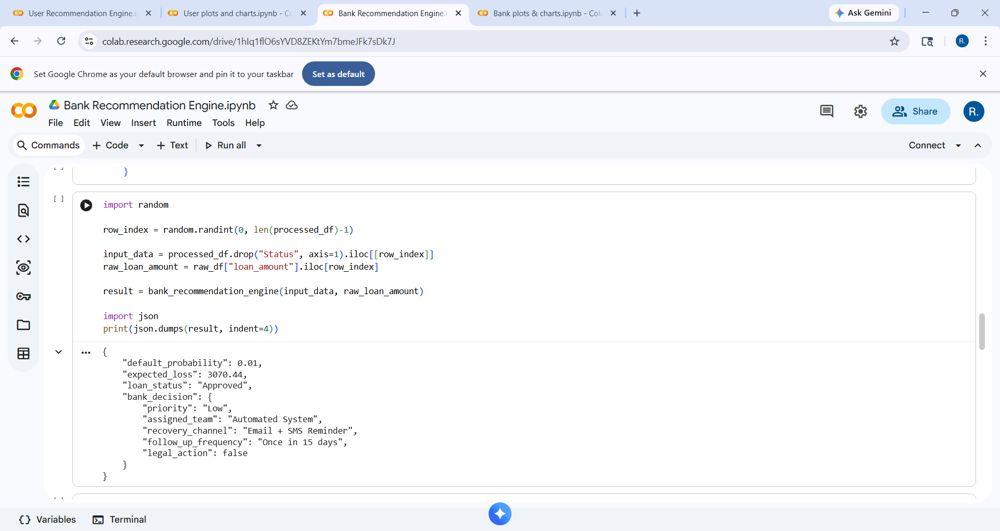 User Recommendation Engine.i
User plots and charts.ipynb - Co
Bank Recommendation Engine.
Bank plots & charts.ipynb - Col
Ask Gemini
colab.research.google.com/drive/1hlq1flO6sYVD8ZEKtYm7bmeJFk7sDk7J
R.
Set Google Chrome as your default browser and pin it to your taskbar
Set as default
Bank Recommendation Engine.ipynb
File Edit View Insert Runtime Tools Help
Share
R.
Commands + Code + Text Run all
Connect
}
[ ]
import random
row_index = random.randint(0, len(processed_df)-1)
input_data = processed_df.drop("Status", axis=1).iloc[[row_index]]
raw_loan_amount = raw_df["loan_amount"].iloc[row_index]
result = bank_recommendation_engine(input_data, raw_loan_amount)
import json
print(json.dumps(result, indent=4))
{
"default_probability": 0.01,
"expected_loss": 3070.44,
"loan_status": "Approved",
"bank_decision": {
"priority": "Low",
"assigned_team": "Automated System",
"recovery_channel": "Email + SMS Reminder",
"follow_up_frequency": "Once in 15 days",
"legal_action": false
}
}
{} Variables
Terminal